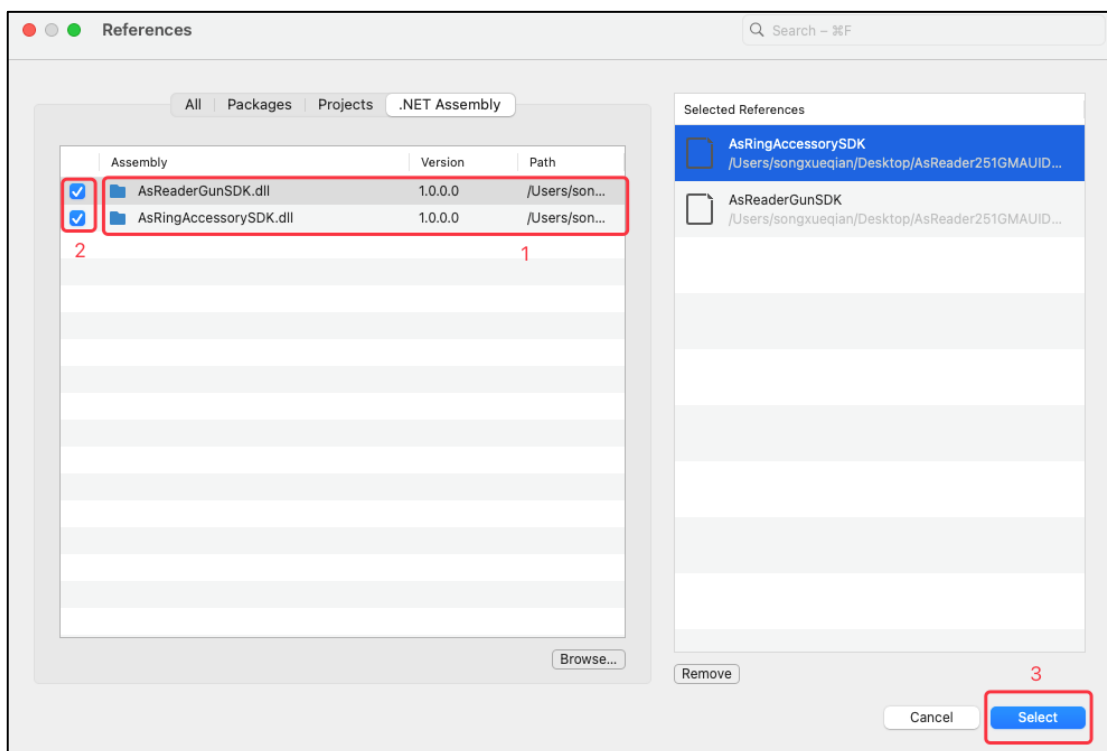 References
Search – ⌘F
All Packages Projects .NET Assembly
Assembly Version Path
AsReaderGunSDK.dll 1.0.0.0 /Users/son...
AsRingAccessorySDK.dll 1.0.0.0 /Users/son...
2
1
Browse...
Selected References
AsRingAccessorySDK
/Users/songxueqian/Desktop/AsReader251GMAUID...
AsReaderGunSDK
/Users/songxueqian/Desktop/AsReader251GMAUID...
Remove
3
Cancel
Select